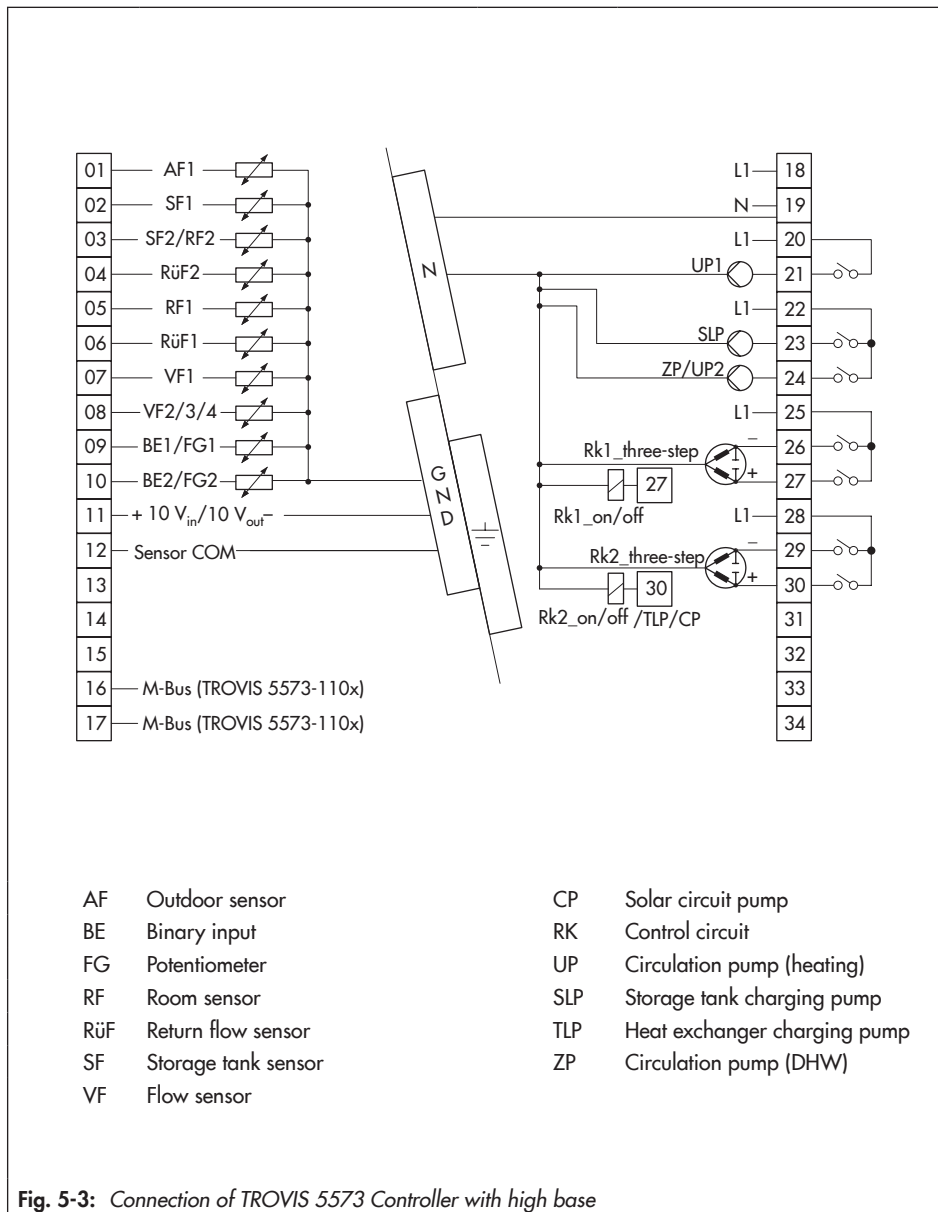 01 AF1
02 SF1
03 SF2/RF2
04 RüF2
05 RF1
06 RüF1
07 VF1
08 VF2/3/4
09 BE1/FG1
10 BE2/FG2
11 + 10 Vin/10 Vout–
12 Sensor COM
13
14
15
16 M-Bus (TROVIS 5573-110x)
17 M-Bus (TROVIS 5573-110x)
N
GND
L1 18
N 19
L1 20
UP1 21
L1 22
SLP 23
ZP/UP2 24
L1 25
Rk1_three-step – 26
+ 27
27
Rk1_on/off
L1 28
Rk2_three-step – 29
+ 30
30
Rk2_on/off /TLP/CP
31
32
33
34
AF Outdoor sensor
BE Binary input
FG Potentiometer
RF Room sensor
RüF Return flow sensor
SF Storage tank sensor
VF Flow sensor
CP Solar circuit pump
RK Control circuit
UP Circulation pump (heating)
SLP Storage tank charging pump
TLP Heat exchanger charging pump
ZP Circulation pump (DHW)
Fig. 5-3: Connection of TROVIS 5573 Controller with high base